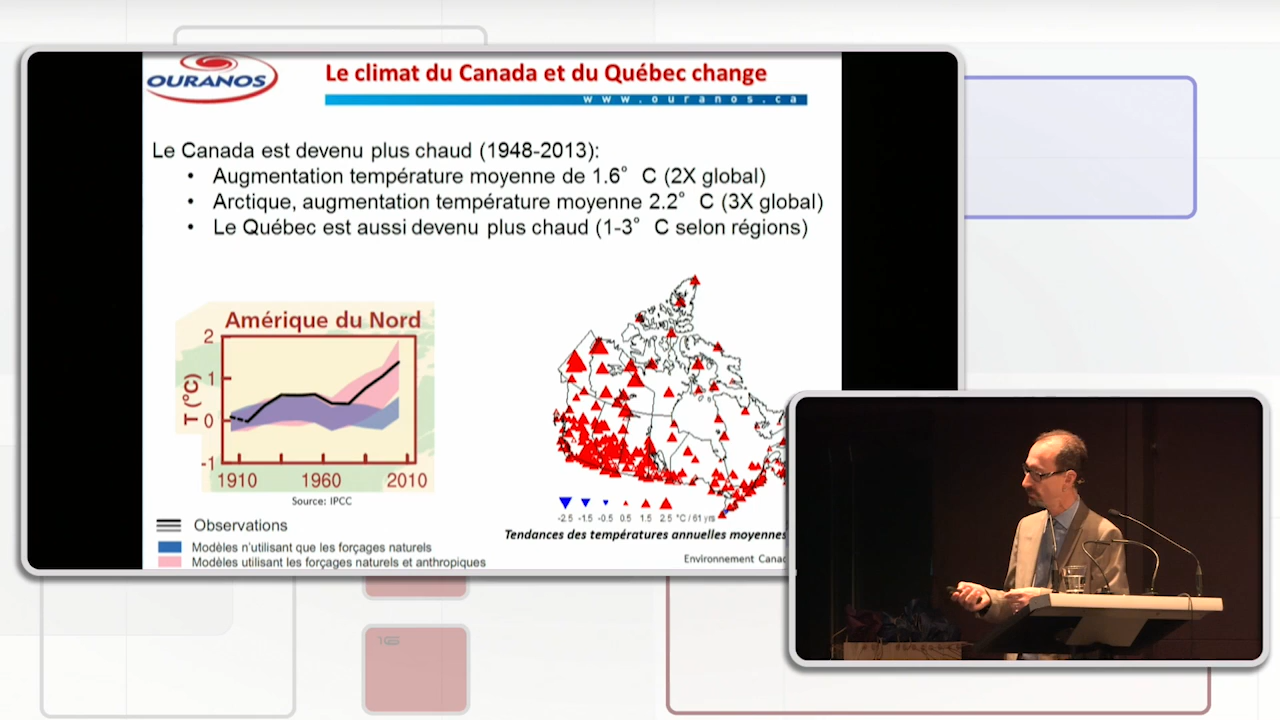 OURANOS
Le climat du Canada et du Québec change
www.ouranos.ca
Le Canada est devenu plus chaud (1948-2013):
• Augmentation température moyenne de 1.6° C (2X global)
• Arctique, augmentation température moyenne 2.2° C (3X global)
• Le Québec est aussi devenu plus chaud (1-3° C selon régions)
Amérique du Nord
T (°C)
2
1
0
-1
1910 1960 2010
Source: IPCC
Observations
Modèles n'utilisant que les forçages naturels
Modèles utilisant les forçages naturels et anthropiques
-2.5 -1.5 -0.5 0.5 1.5 2.5 °C / 61 yrs
Tendances des températures annuelles moyennes
Environnement Canad